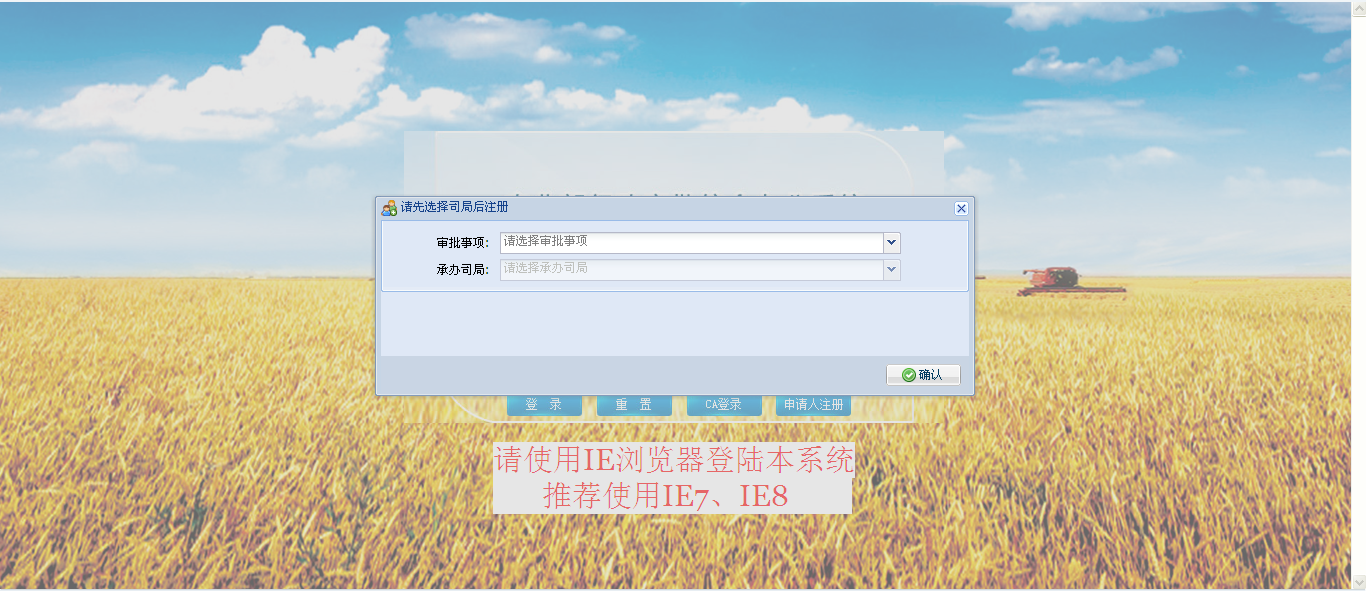 请先选择司局后注册
审批事项: 请选择审批事项
承办司局: 请选择承办司局
确认
登 录 重 置 CA登录 申请人注册
请使用IE浏览器登陆本系统
推荐使用IE7、IE8